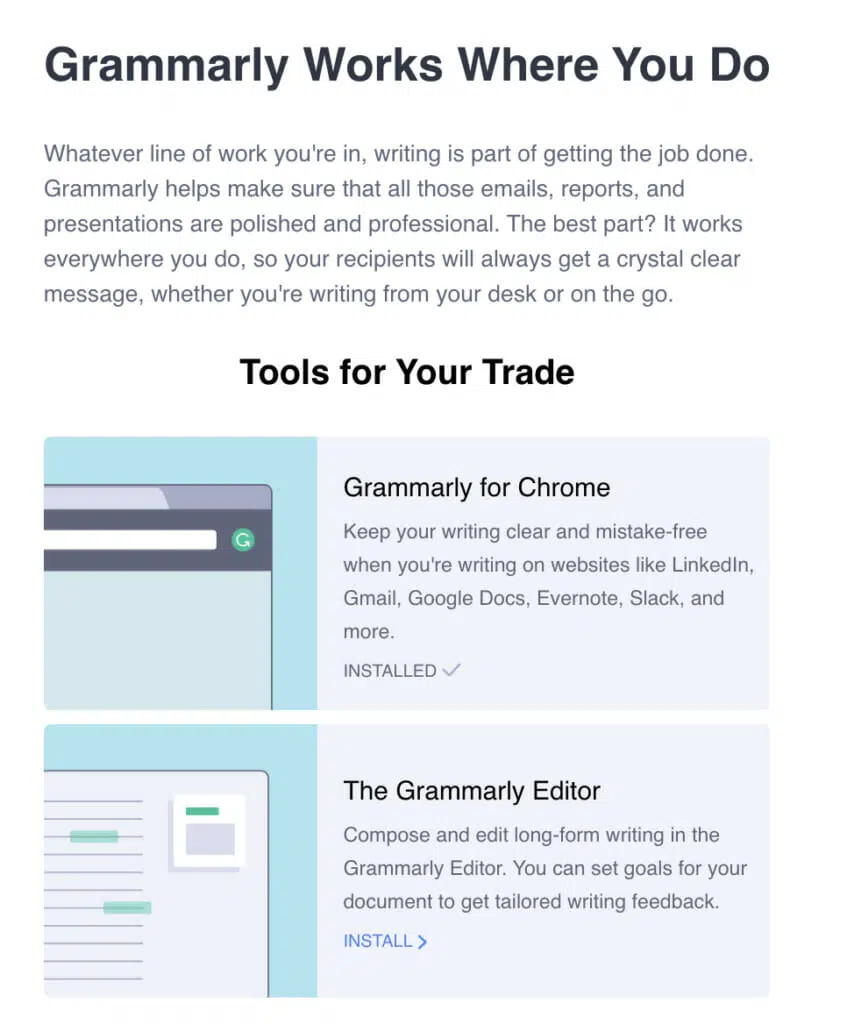 Grammarly Works Where You Do
Whatever line of work you're in, writing is part of getting the job done.
Grammarly helps make sure that all those emails, reports, and
presentations are polished and professional. The best part? It works
everywhere you do, so your recipients will always get a crystal clear
message, whether you're writing from your desk or on the go.
Tools for Your Trade
Grammarly for Chrome
Keep your writing clear and mistake-free
when you're writing on websites like LinkedIn,
Gmail, Google Docs, Evernote, Slack, and
more.
INSTALLED
The Grammarly Editor
Compose and edit long-form writing in the
Grammarly Editor. You can set goals for your
document to get tailored writing feedback.
INSTALL